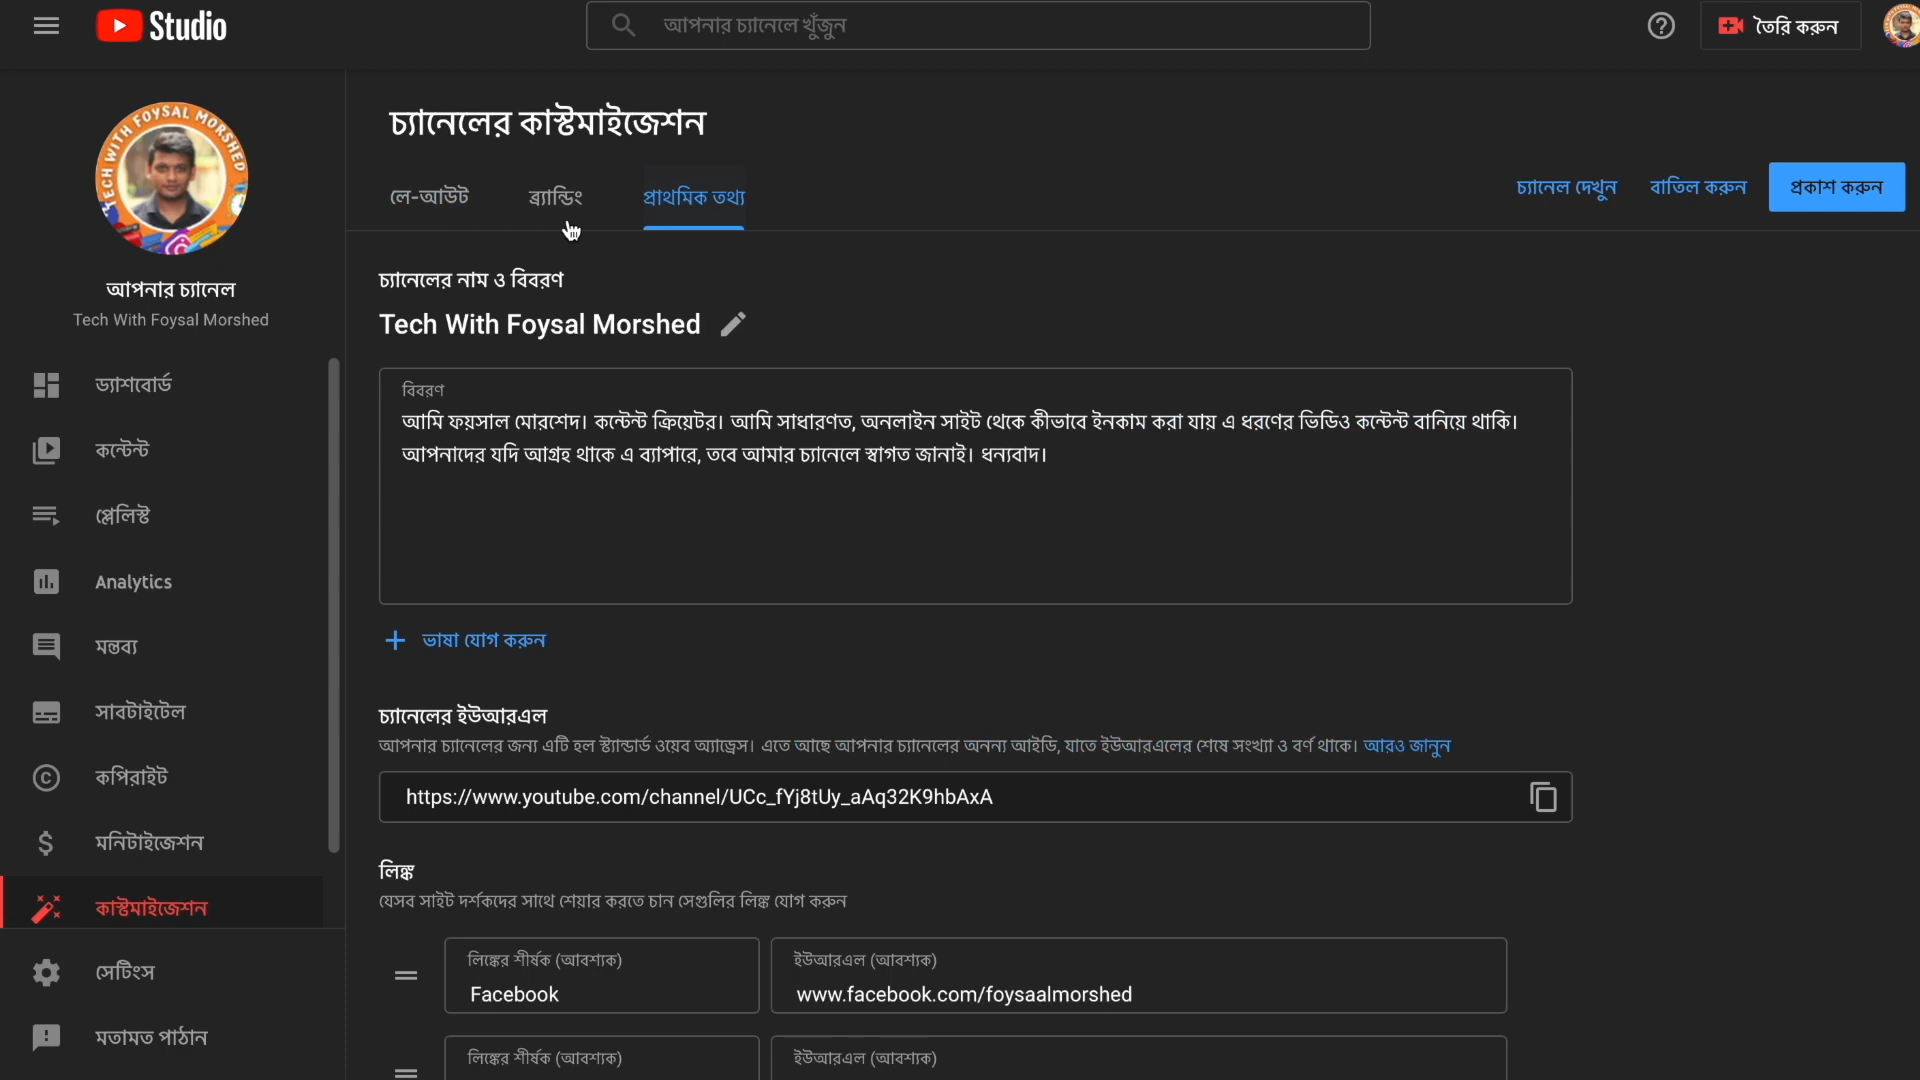 Studio
আপনার চ্যানেলে খুঁজুন
তৈরি করুন
TECH WITH FOYSAL MORSHED
আপনার চ্যানেল
Tech With Foysal Morshed
ড্যাশবোর্ড
কন্টেন্ট
প্লেলিস্ট
Analytics
মন্তব্য
সাবটাইটেল
কপিরাইট
মনিটাইজেশন
কাস্টমাইজেশন
সেটিংস
মতামত পাঠান
চ্যানেলের কাস্টমাইজেশন
লে-আউট ব্র্যান্ডিং প্রাথমিক তথ্য
চ্যানেল দেখুন বাতিল করুন প্রকাশ করুন
চ্যানেলের নাম ও বিবরণ
Tech With Foysal Morshed
বিবরণ
আমি ফয়সাল মোরশেদ। কন্টেন্ট ক্রিয়েটর। আমি সাধারণত, অনলাইন সাইট থেকে কীভাবে ইনকাম করা যায় এ ধরণের ভিডিও কন্টেন্ট বানিয়ে থাকি।
আপনাদের যদি আগ্রহ থাকে এ ব্যাপারে, তবে আমার চ্যানেলে স্বাগত জানাই। ধন্যবাদ।
ভাষা যোগ করুন
চ্যানেলের ইউআরএল
আপনার চ্যানেলের জন্য এটি হল স্ট্যান্ডার্ড ওয়েব অ্যাড্রেস। এতে আছে আপনার চ্যানেলের অনন্য আইডি, যাতে ইউআরএলের শেষে সংখ্যা ও বর্ণ থাকে। আরও জানুন
https://www.youtube.com/channel/UCc_fYj8tUy_aAq32K9hbAxA
লিঙ্ক
যেসব সাইট দর্শকদের সাথে শেয়ার করতে চান সেগুলির লিঙ্ক যোগ করুন
লিঙ্কের শীর্ষক (আবশ্যক) ইউআরএল (আবশ্যক)
Facebook www.facebook.com/foysaalmorshed
লিঙ্কের শীর্ষক (আবশ্যক) ইউআরএল (আবশ্যক)